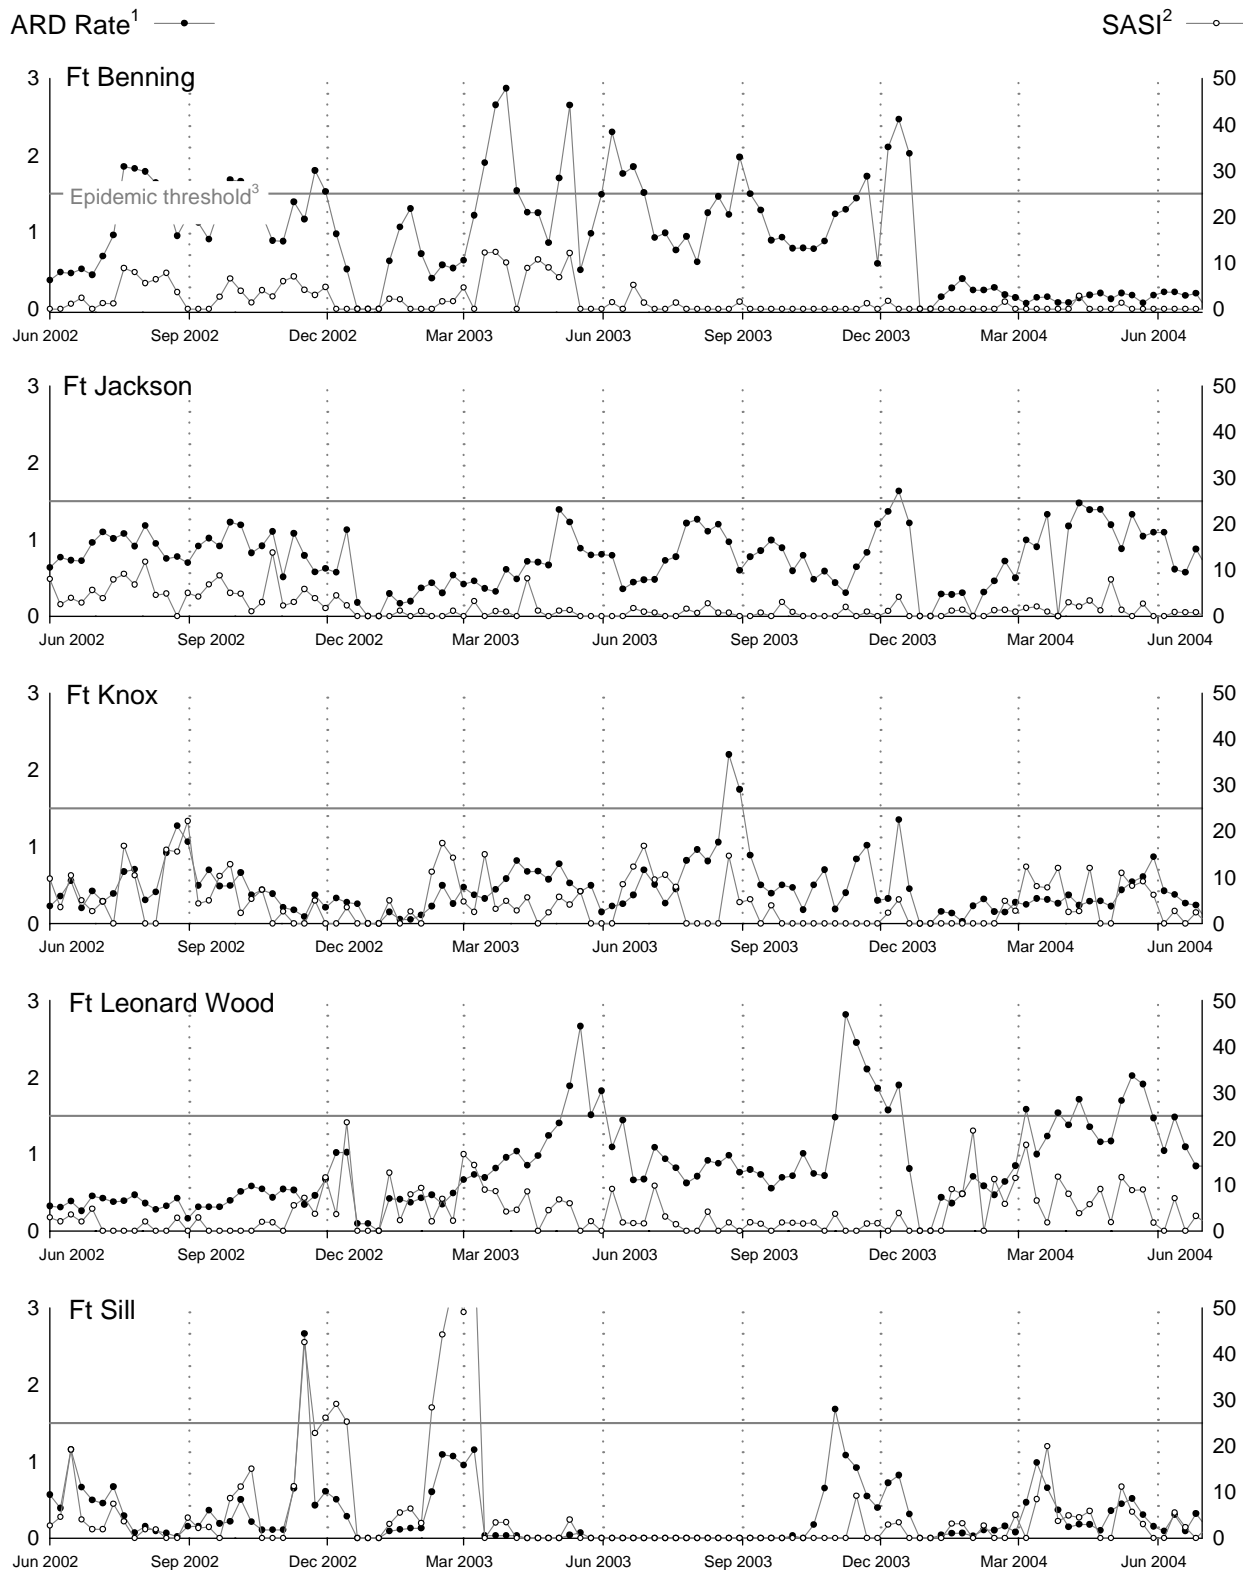 ARD Rate1 SASI2
Ft Benning
3 50
40
2 30
Epidemic threshold3
20
1
10
0 0
Jun 2002 Sep 2002 Dec 2002 Mar 2003 Jun 2003 Sep 2003 Dec 2003 Mar 2004 Jun 2004
Ft Jackson
3 50
40
2 30
20
1
10
0 0
Jun 2002 Sep 2002 Dec 2002 Mar 2003 Jun 2003 Sep 2003 Dec 2003 Mar 2004 Jun 2004
Ft Knox
3 50
40
2 30
20
1
10
0 0
Jun 2002 Sep 2002 Dec 2002 Mar 2003 Jun 2003 Sep 2003 Dec 2003 Mar 2004 Jun 2004
Ft Leonard Wood
3 50
40
2 30
20
1
10
0 0
Jun 2002 Sep 2002 Dec 2002 Mar 2003 Jun 2003 Sep 2003 Dec 2003 Mar 2004 Jun 2004
Ft Sill
3 50
40
2 30
20
1
10
0 0
Jun 2002 Sep 2002 Dec 2002 Mar 2003 Jun 2003 Sep 2003 Dec 2003 Mar 2004 Jun 2004